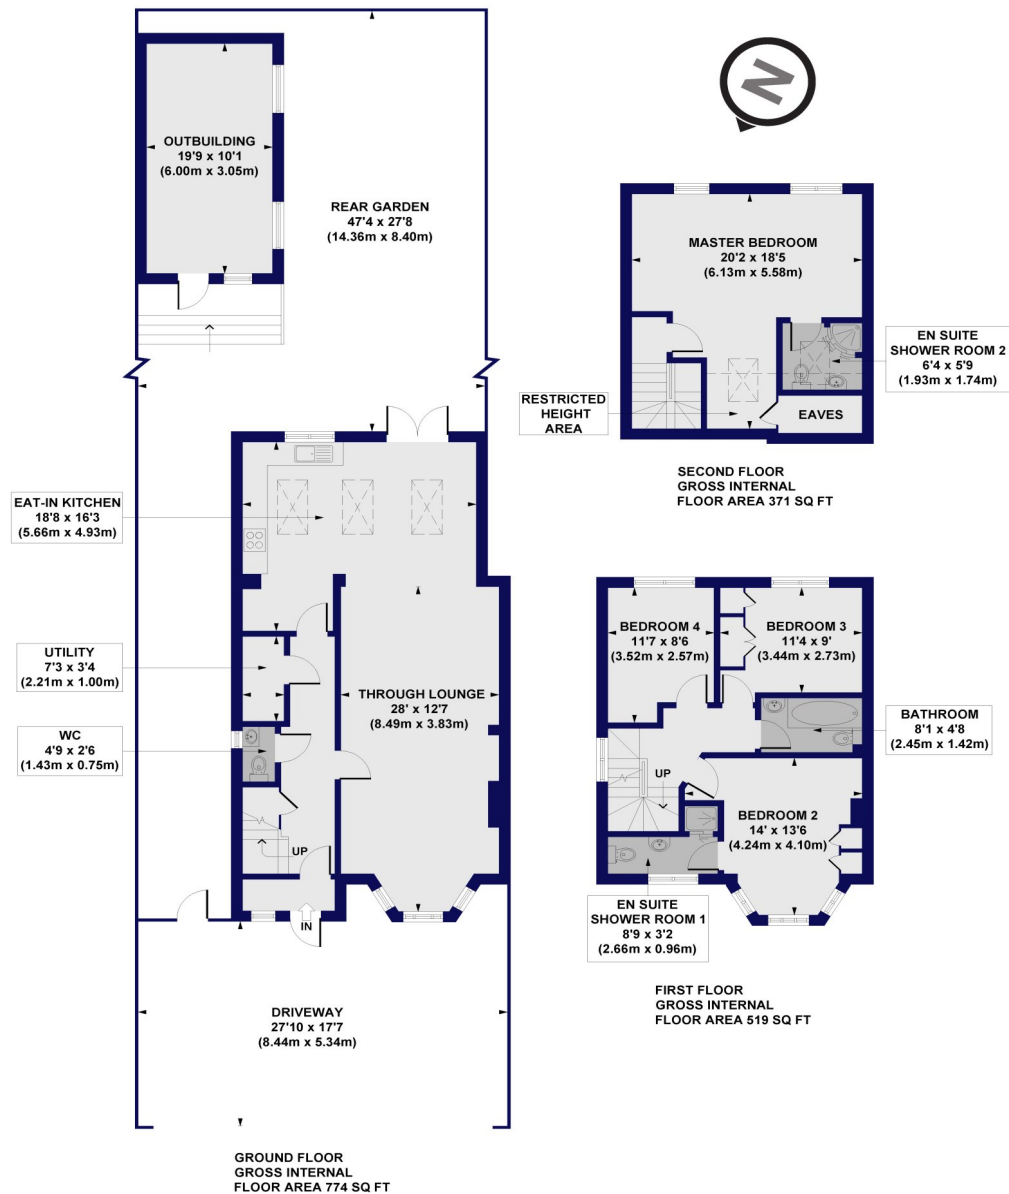 N
OUTBUILDING
19'9 x 10'1
(6.00m x 3.05m)
REAR GARDEN
47'4 x 27'8
(14.36m x 8.40m)
EAT-IN KITCHEN
18'8 x 16'3
(5.66m x 4.93m)
UTILITY
7'3 x 3'4
(2.21m x 1.00m)
THROUGH LOUNGE
28' x 12'7
(8.49m x 3.83m)
WC
4'9 x 2'6
(1.43m x 0.75m)
UP
IN
DRIVEWAY
27'10 x 17'7
(8.44m x 5.34m)
GROUND FLOOR
GROSS INTERNAL
FLOOR AREA 774 SQ FT
MASTER BEDROOM
20'2 x 18'5
(6.13m x 5.58m)
EN SUITE
SHOWER ROOM 2
6'4 x 5'9
(1.93m x 1.74m)
RESTRICTED
HEIGHT
AREA
EAVES
SECOND FLOOR
GROSS INTERNAL
FLOOR AREA 371 SQ FT
BEDROOM 4
11'7 x 8'6
(3.52m x 2.57m)
BEDROOM 3
11'4 x 9'
(3.44m x 2.73m)
BATHROOM
8'1 x 4'8
(2.45m x 1.42m)
UP
BEDROOM 2
14' x 13'6
(4.24m x 4.10m)
EN SUITE
SHOWER ROOM 1
8'9 x 3'2
(2.66m x 0.96m)
FIRST FLOOR
GROSS INTERNAL
FLOOR AREA 519 SQ FT